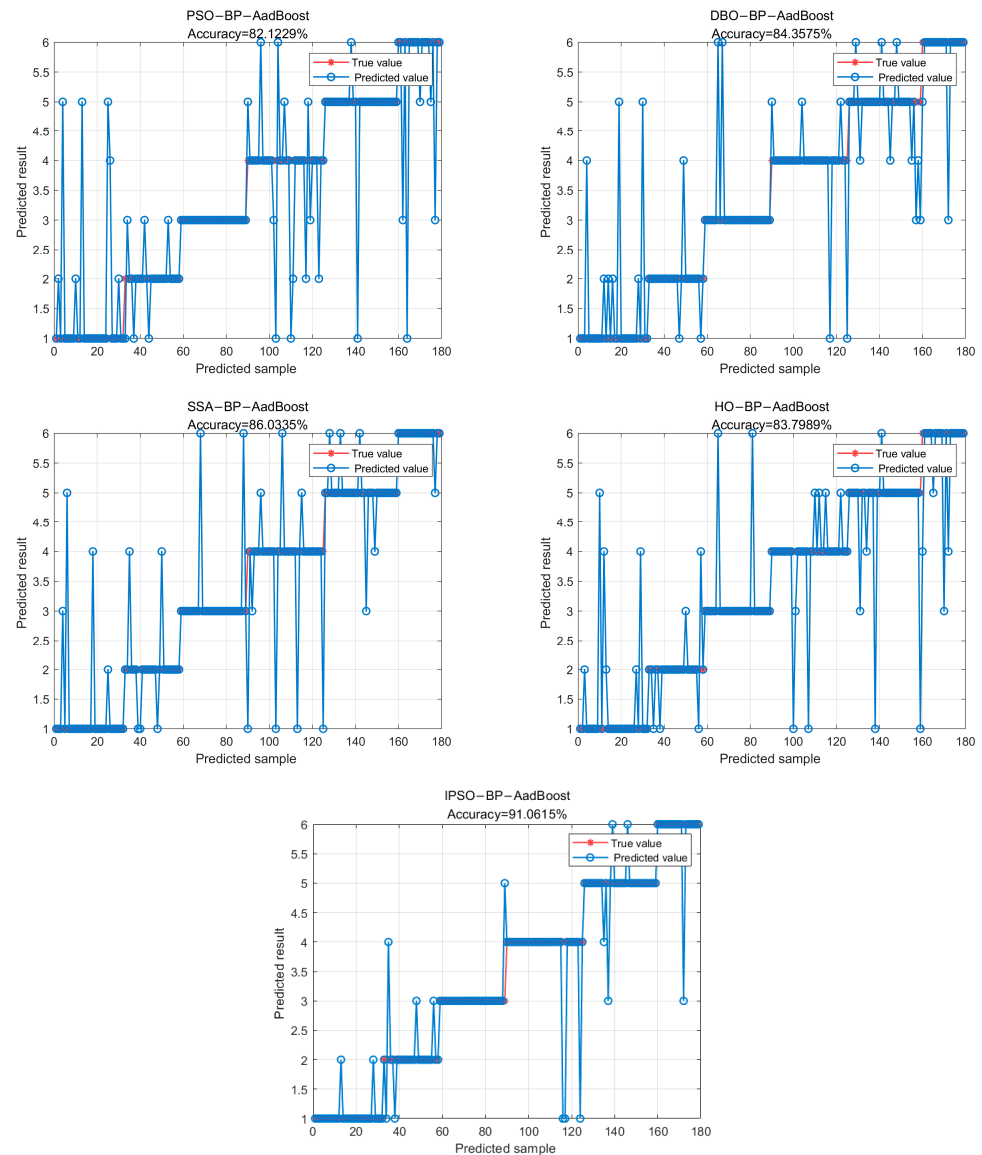 PSO−BP−AadBoost
Accuracy=82.1229%
6
5.5
5
4.5
4
3.5
3
2.5
2
1.5
1
Predicted result
True value
Predicted value
0 20 40 60 80 100 120 140 160 180
Predicted sample
DBO−BP−AadBoost
Accuracy=84.3575%
6
5.5
5
4.5
4
3.5
3
2.5
2
1.5
1
Predicted result
True value
Predicted value
0 20 40 60 80 100 120 140 160 180
Predicted sample
SSA−BP−AadBoost
Accuracy=86.0335%
6
5.5
5
4.5
4
3.5
3
2.5
2
1.5
1
Predicted result
True value
Predicted value
0 20 40 60 80 100 120 140 160 180
Predicted sample
HO−BP−AadBoost
Accuracy=83.7989%
6
5.5
5
4.5
4
3.5
3
2.5
2
1.5
1
Predicted result
True value
Predicted value
0 20 40 60 80 100 120 140 160 180
Predicted sample
IPSO−BP−AadBoost
Accuracy=91.0615%
6
5.5
5
4.5
4
3.5
3
2.5
2
1.5
1
Predicted result
True value
Predicted value
0 20 40 60 80 100 120 140 160 180
Predicted sample